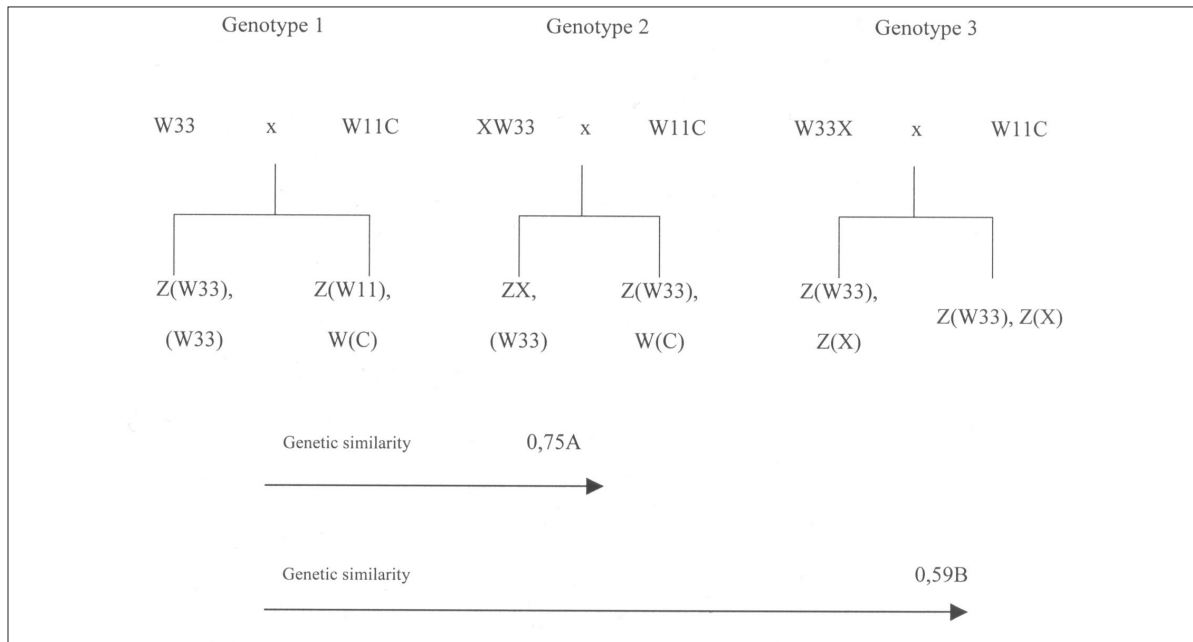 Genotype 1 Genotype 2 Genotype 3
W33 x W11C XW33 x W11C W33X x W11C
Z(W33), Z(W11), ZX, Z(W33), Z(W33),
Z(W33), Z(X)
(W33) W(C) (W33) W(C) Z(X)
Genetic similarity 0,75A
Genetic similarity 0,59B